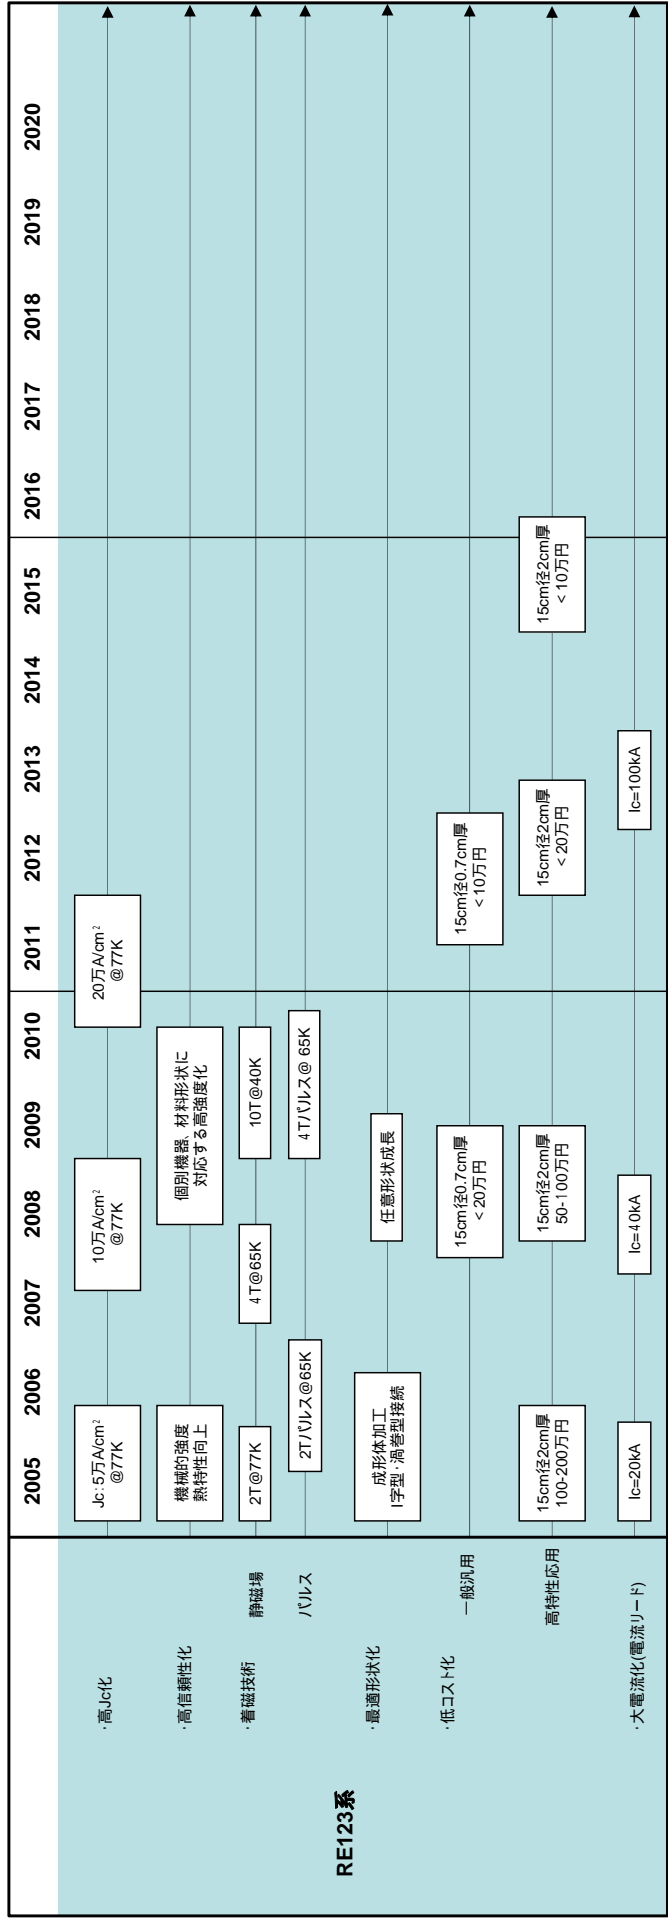 2005 2006 2007 2008 2009 2010 2011 2012 2013 2014 2015 2016 2017 2018 2019 2020
RE123系
・高Jc化
Jc: 5万A/cm²
@77K
10万A/cm²
@77K
20万A/cm²
@77K
・高信頼性化
機械的強度
熱特性向上
個別機器、材料形状に
対応する高強度化
・着磁技術
静磁場
2T@77K
4T@65K
10T@40K
パルス
2Tパルス@65K
4Tパルス@ 65K
・最適形状化
成形体加工
I字型・渦巻型接続
任意形状成長
・低コスト化
一般汎用
15cm径0.7cm厚
<20万円
15cm径0.7cm厚
<10万円
高特性応用
15cm径2cm厚
100-200万円
15cm径2cm厚
50-100万円
15cm径2cm厚
<20万円
15cm径2cm厚
<10万円
・大電流化(電流リード)
Ic=20kA
Ic=40kA
Ic=100kA